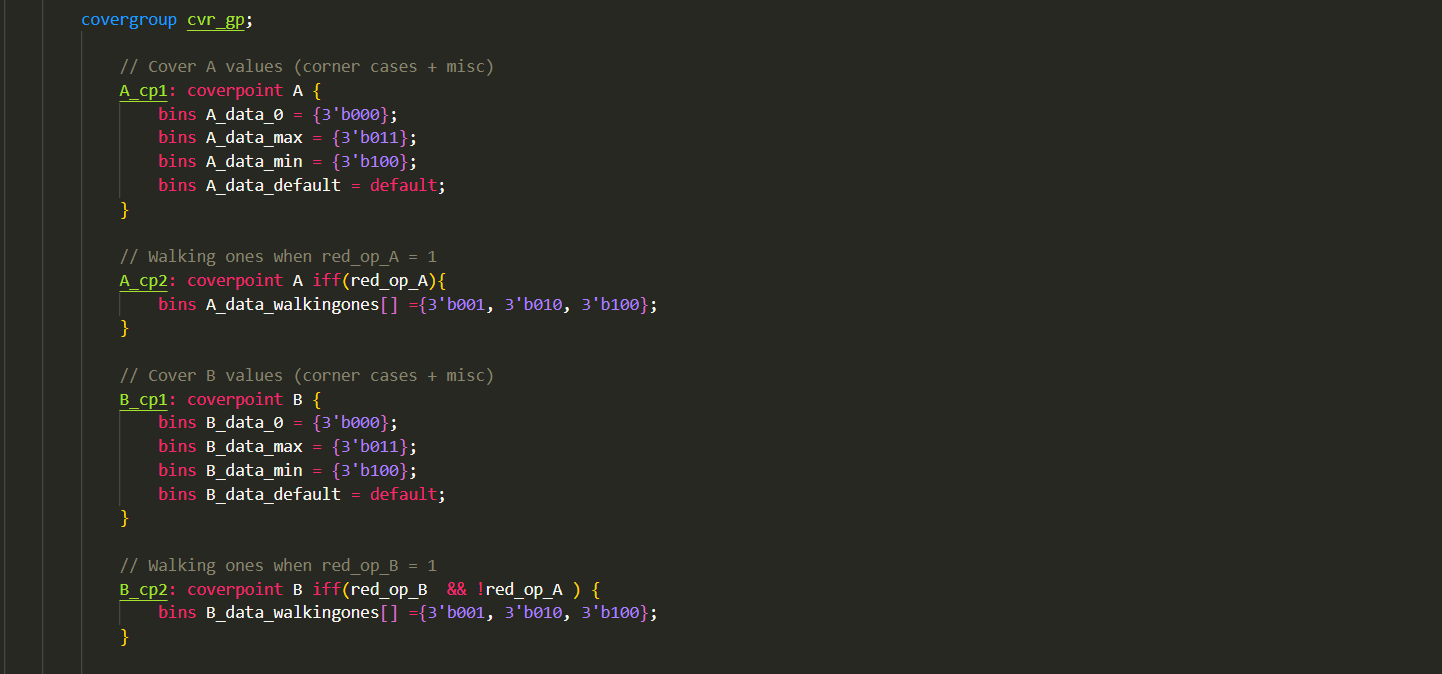 covergroup cvr_gp;
// Cover A values (corner cases + misc)
A_cp1: coverpoint A {
bins A_data_0 = {3'b000};
bins A_data_max = {3'b011};
bins A_data_min = {3'b100};
bins A_data_default = default;
}
// Walking ones when red_op_A = 1
A_cp2: coverpoint A iff(red_op_A){
bins A_data_walkingones[] ={3'b001, 3'b010, 3'b100};
}
// Cover B values (corner cases + misc)
B_cp1: coverpoint B {
bins B_data_0 = {3'b000};
bins B_data_max = {3'b011};
bins B_data_min = {3'b100};
bins B_data_default = default;
}
// Walking ones when red_op_B = 1
B_cp2: coverpoint B iff(red_op_B  && !red_op_A ) {
bins B_data_walkingones[] ={3'b001, 3'b010, 3'b100};
}